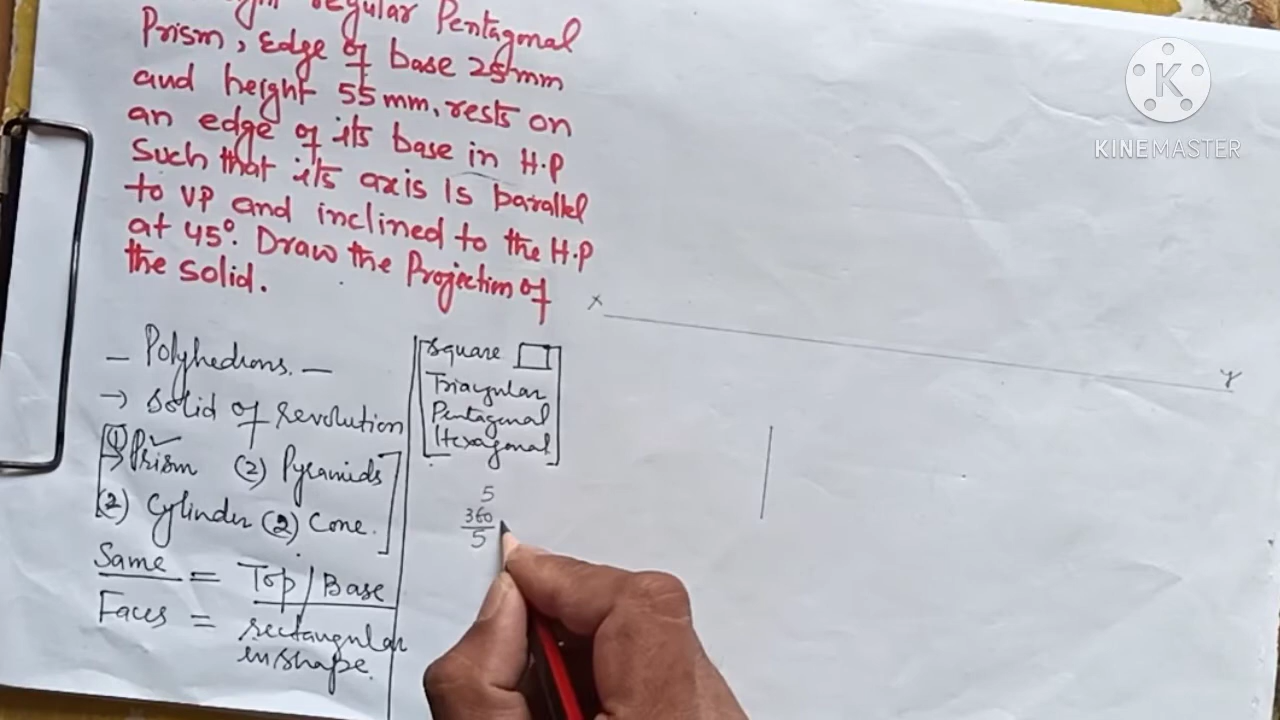 Regular Pentagonal
Prism, Edge of base 25mm
and height 55 mm, rests on
an edge of its base in H.P
Such that its axis is parallel
to VP and inclined to the H.P
at 45°. Draw the Projection of
the solid.
X
Y
- Polyhedrons. -
→ solid of revolution
(1) Prism (2) Pyramids
(2) Cylinder (2) Cone.
Same = Top / Base
Faces = rectangular
in shape.
square
Triagular
Pentagonal
Hexagonal
5
360
5
K
KINEMASTER